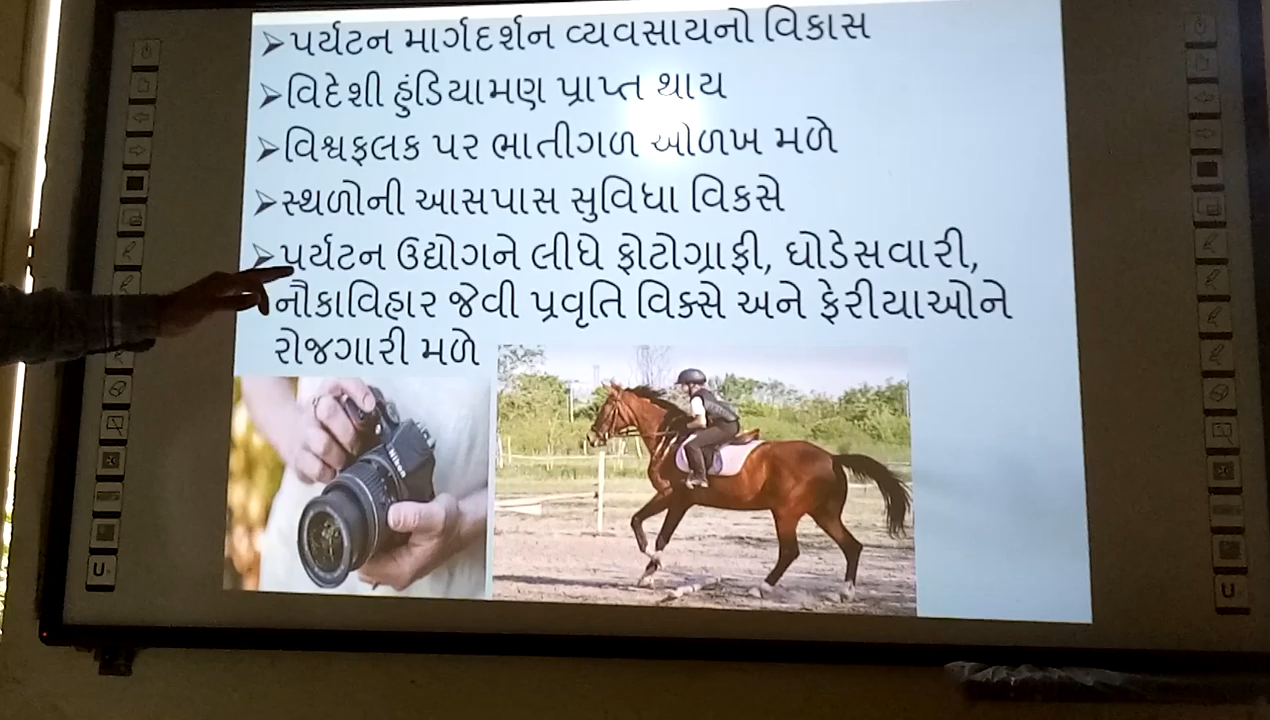 ➢પર્યટન માર્ગદર્શન વ્યવસાયનો વિકાસ
➢વિદેશી હુંડિયામણ પ્રાપ્ત થાય
➢વિશ્વફલક પર ભાતીગળ ઓળખ મળે
➢સ્થળોની આસપાસ સુવિધા વિકસે
➢પર્યટન ઉદ્યોગને લીધે ફોટોગ્રાફી, ઘોડેસવારી,
નૌકાવિહાર જેવી પ્રવૃતિ વિક્સે અને ફેરીયાઓને
રોજગારી મળે
Nikon